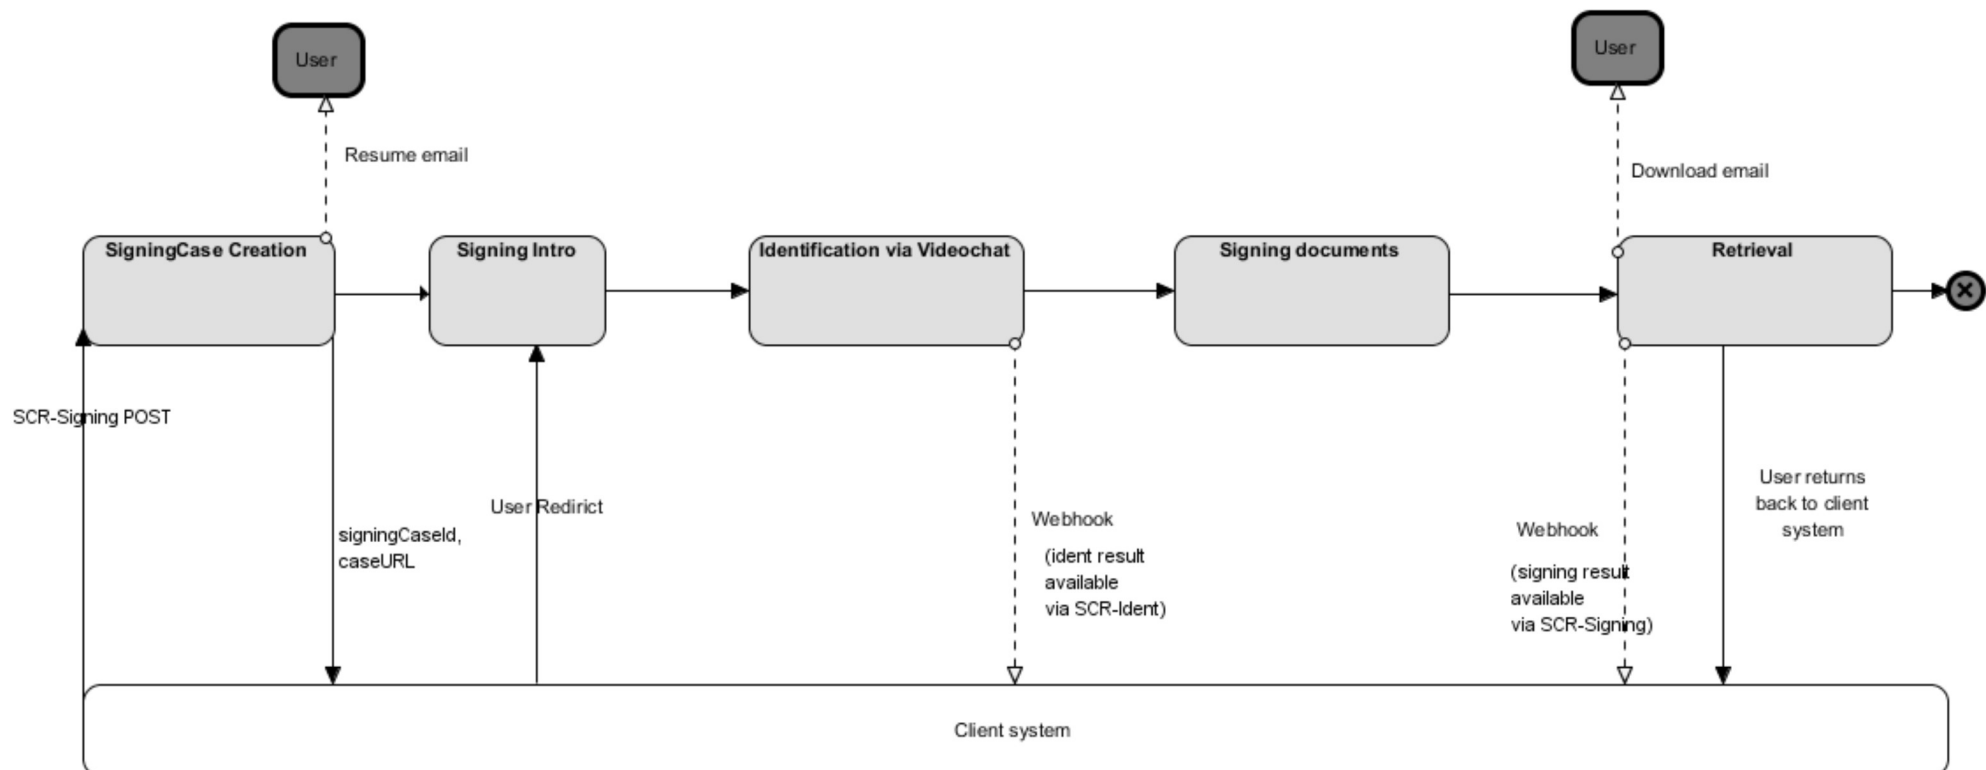 User
User
Resume email
Download email
SigningCase Creation
Signing Intro
Identification via Videochat
Signing documents
Retrieval
SCR-Signing POST
signingCaseId,
caseURL
User Redirict
Webhook
(ident result
available
via SCR-Ident)
Webhook
(signing result
available
via SCR-Signing)
User returns
back to client
system
Client system